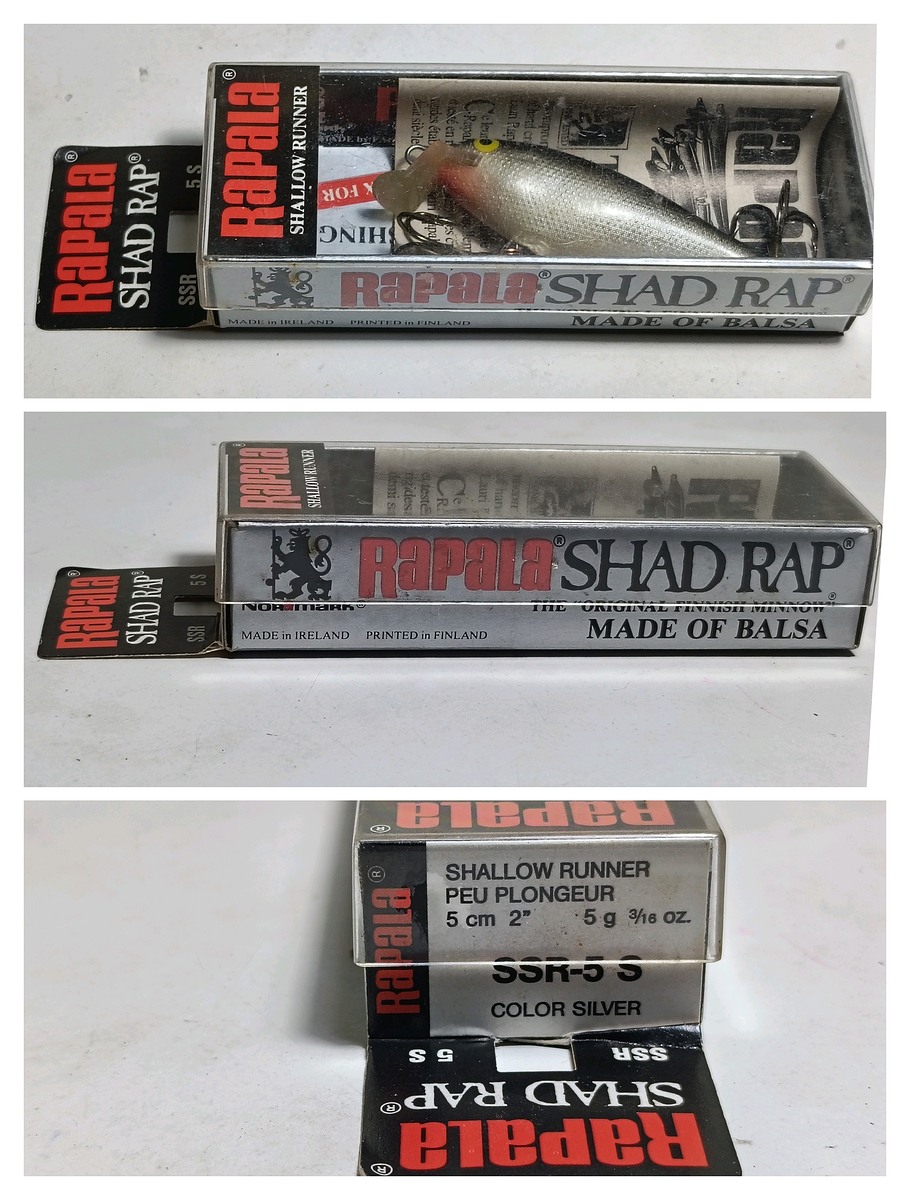 RAPALA®
SHAD RAP®
SSR 5 S
RAPALA®
SHALLOW RUNNER
RAPALA® SHAD RAP®
MADE in IRELAND PRINTED in FINLAND
MADE OF BALSA
RAPALA®
SHAD RAP®
SSR 5 S
RAPALA®
SHALLOW RUNNER
RAPALA® SHAD RAP®
NORMARK® THE "ORIGINAL FINNISH MINNOW"®
MADE in IRELAND PRINTED in FINLAND
MADE OF BALSA
RAPALA®
RAPALA®
SHALLOW RUNNER
PEU PLONGEUR
5 cm 2" 5 g 3/16 oz.
SSR-5 S
COLOR SILVER
SSR 5 S
SHAD RAP®
RAPALA®